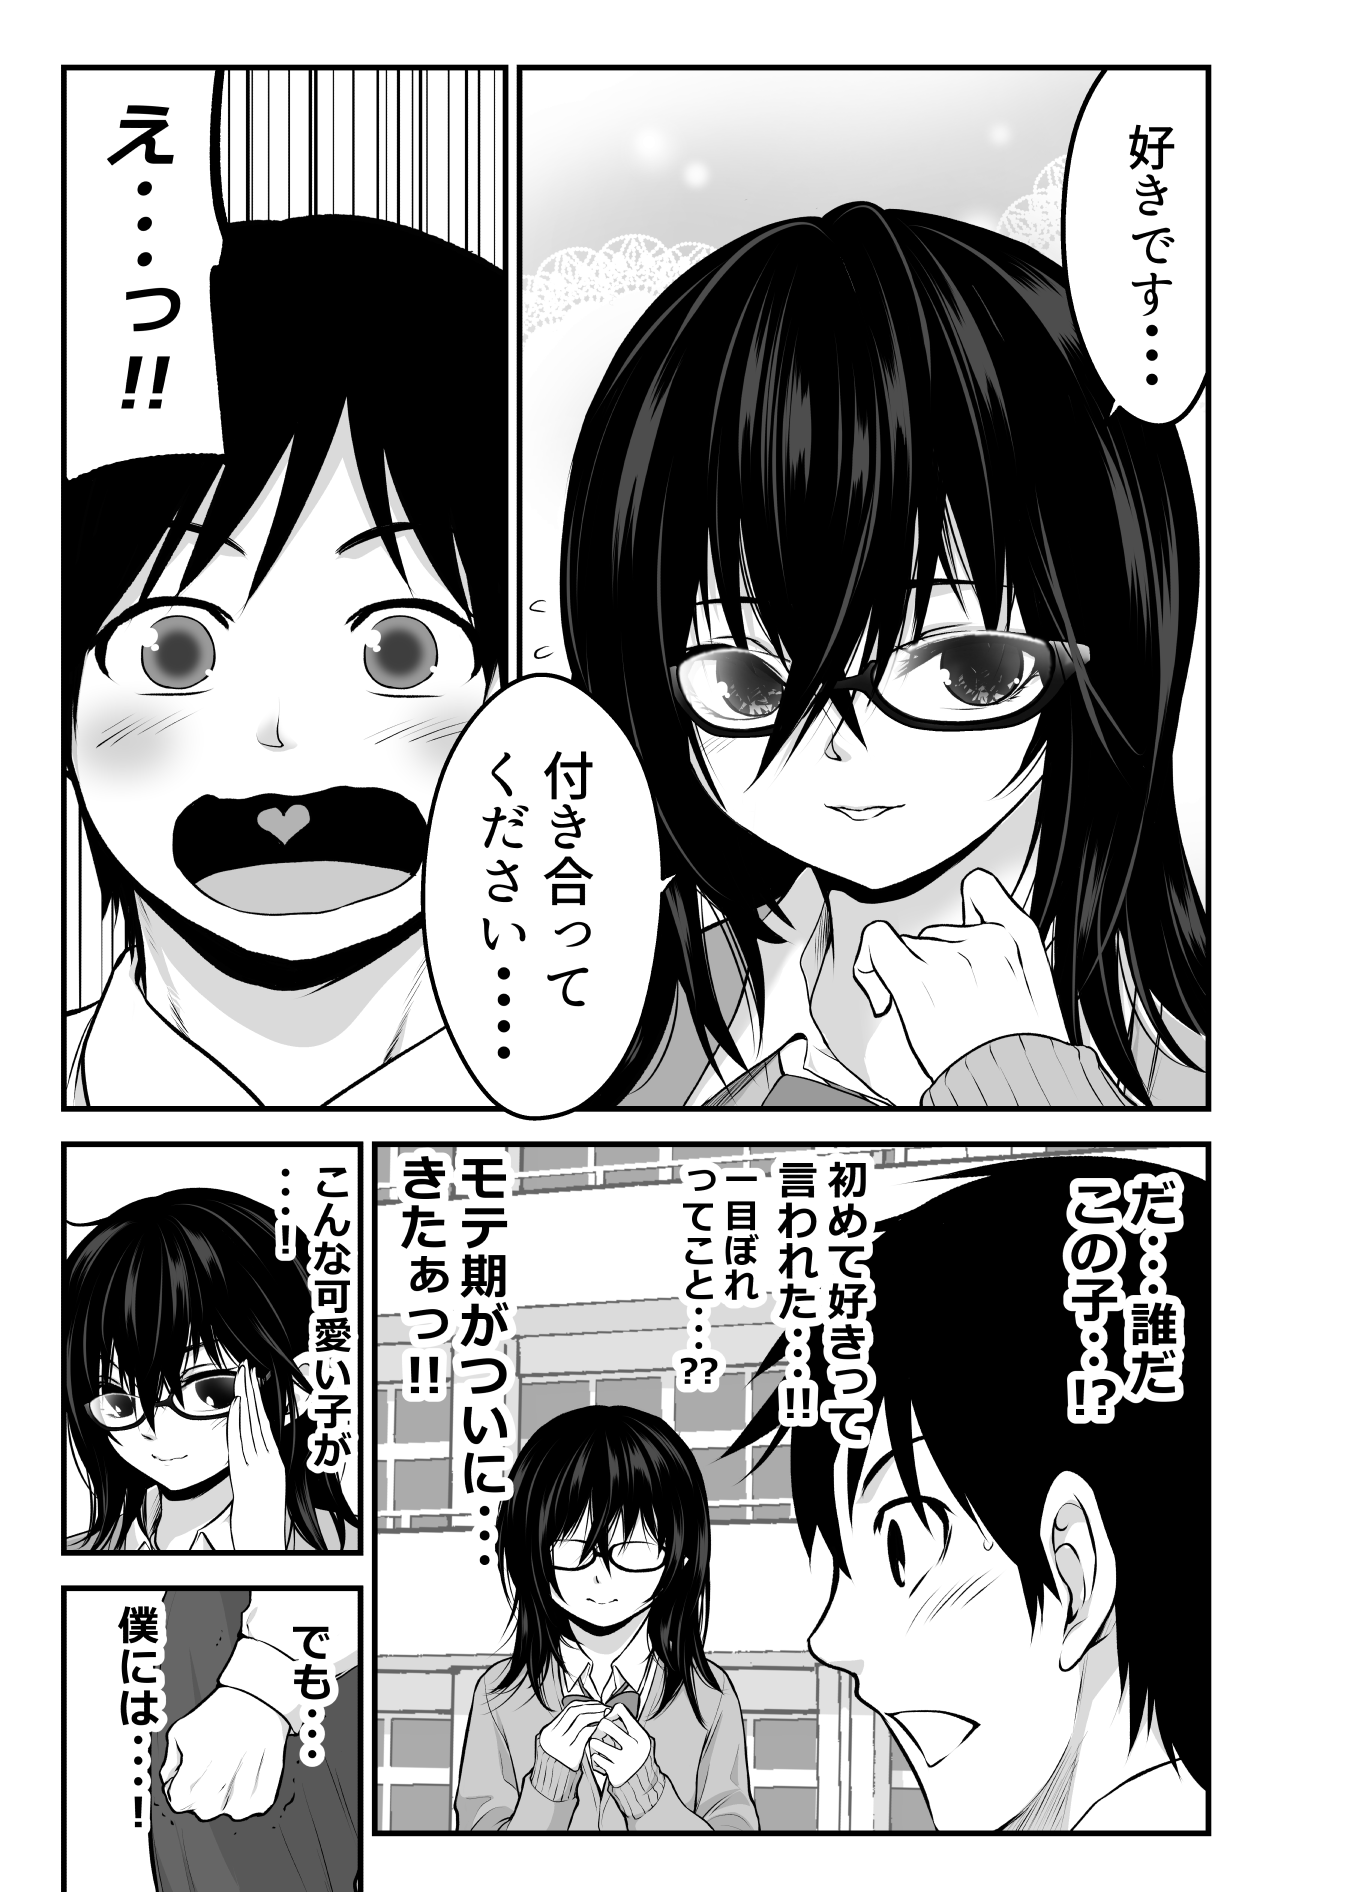 好きです・・・
付き合って
ください・・・・
え・・・っ!!
だ・・・誰だ
この子・・・!?
初めて好きって
言われた・・・!!
一目ぼれ
ってこと・・・??
モテ期がついに・・・
きたぁっ!!
こんな可愛い子が
・・・!
でも・・・
僕には・・・!